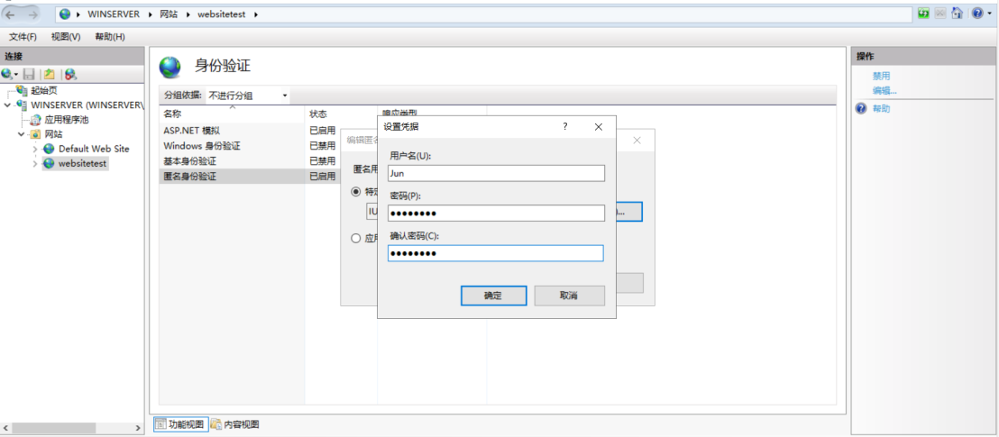 WINSERVER 网站 websitetest
文件(F) 视图(V) 帮助(H)
连接
起始页
WINSERVER (WINSERVER\
应用程序池
网站
Default Web Site
websitetest
身份验证
分组依据: 不进行分组
名称 状态 响应类型
ASP.NET 模拟 已启用
Windows 身份验证 已禁用
基本身份验证 已禁用
匿名身份验证 已启用
编辑匿
匿名用
特定
IU
应用
)...
设置凭据
?
用户名(U):
Jun
密码(P):
●●●●●●●●
确认密码(C):
●●●●●●●●
确定 取消
功能视图 内容视图
操作
禁用
编辑...
帮助